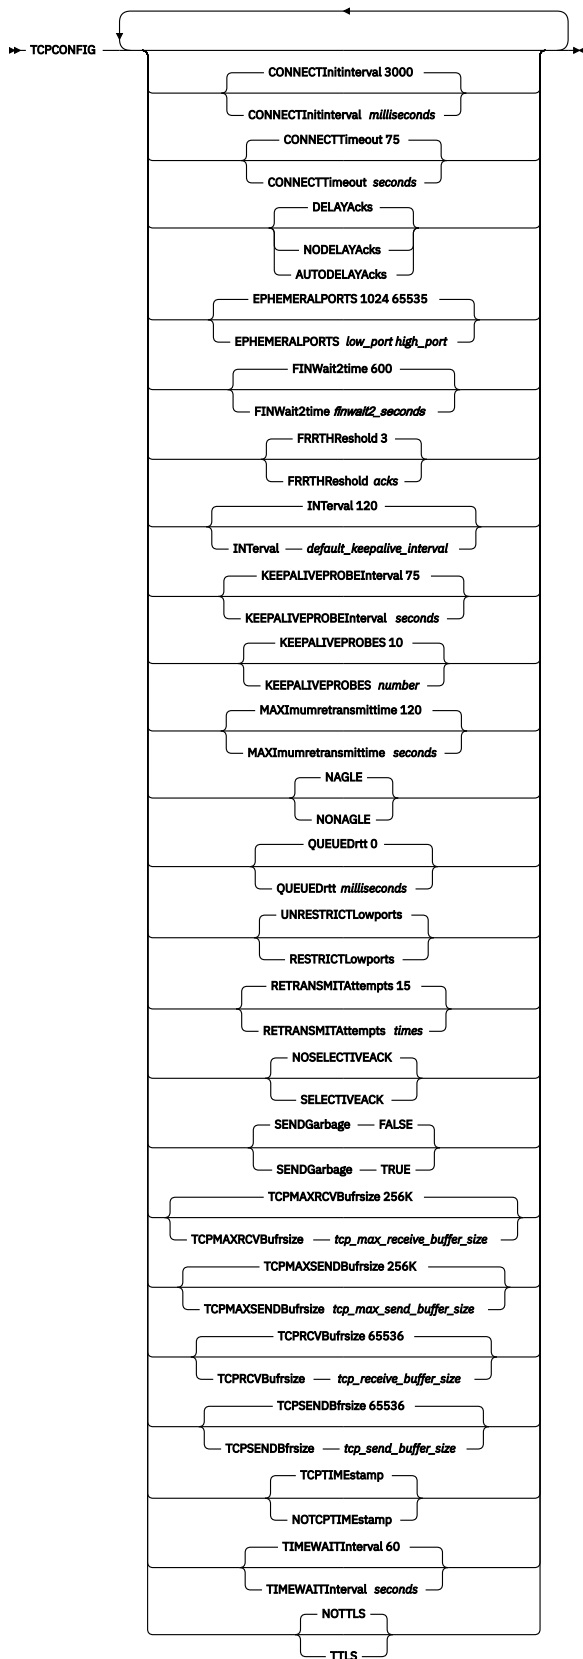 TCPCONFIG
CONNECTInitinterval 3000
CONNECTInitinterval milliseconds
CONNECTTimeout 75
CONNECTTimeout seconds
DELAYAcks
NODELAYAcks
AUTODELAYAcks
EPHEMERALPORTS 1024 65535
EPHEMERALPORTS low_port high_port
FINWait2time 600
FINWait2time finwait2_seconds
FRRTHReshold 3
FRRTHReshold acks
INTerval 120
INTerval default_keepalive_interval
KEEPALIVEPROBEInterval 75
KEEPALIVEPROBEInterval seconds
KEEPALIVEPROBES 10
KEEPALIVEPROBES number
MAXImumretransmittime 120
MAXImumretransmittime seconds
NAGLE
NONAGLE
QUEUEDrtt 0
QUEUEDrtt milliseconds
UNRESTRICTLowports
RESTRICTLowports
RETRANSMITAttempts 15
RETRANSMITAttempts times
NOSELECTIVEACK
SELECTIVEACK
SENDGarbage FALSE
SENDGarbage TRUE
TCPMAXRCVBufrsize 256K
TCPMAXRCVBufrsize tcp_max_receive_buffer_size
TCPMAXSENDBufrsize 256K
TCPMAXSENDBufrsize tcp_max_send_buffer_size
TCPRCVBufrsize 65536
TCPRCVBufrsize tcp_receive_buffer_size
TCPSENDBfrsize 65536
TCPSENDBfrsize tcp_send_buffer_size
TCPTIMEstamp
NOTCPTIMEstamp
TIMEWAITInterval 60
TIMEWAITInterval seconds
NOTTLS
TTLS